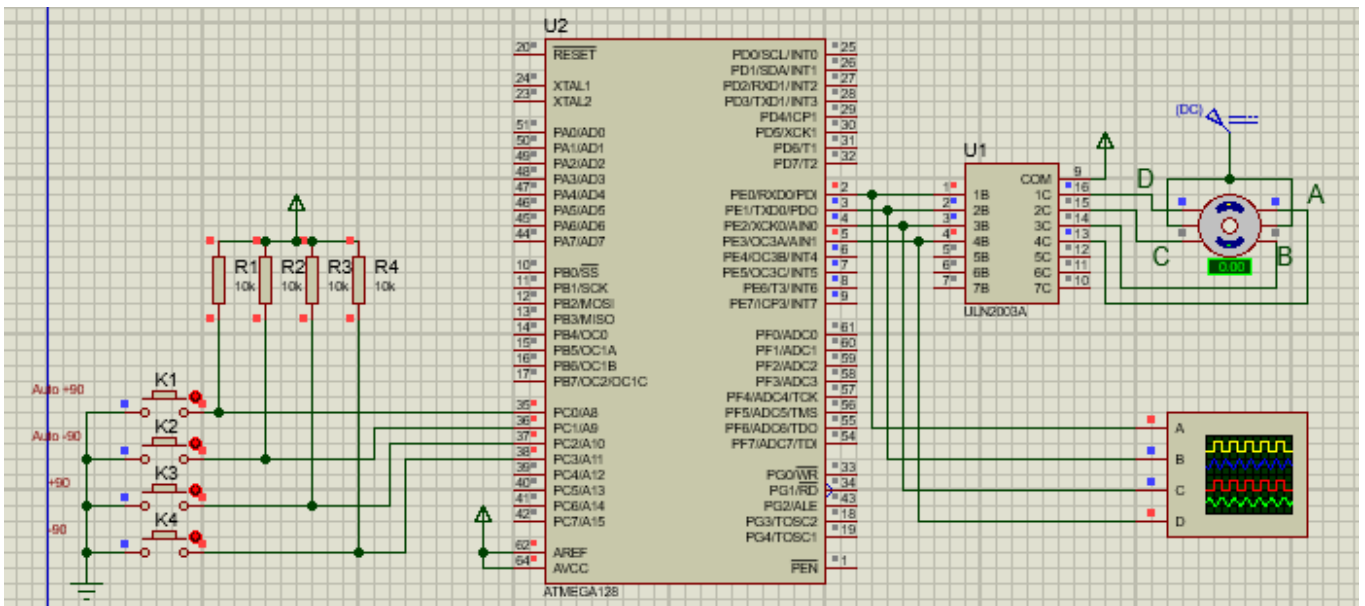 U2
20 RESET PD0/SCL/INT0 25
PD1/SDA/INT1 26
24 XTAL1 PD2/RXD1/INT2 27
23 XTAL2 PD3/TXD1/INT3 28
PD4/ICP1 29
51 PA0/AD0 PD5/XCK1 30
50 PA1/AD1 PD6/T1 31
49 PA2/AD2 PD7/T2 32
48 PA3/AD3
47 PA4/AD4 PE0/RXD0/PDI 2
46 PA5/AD5 PE1/TXD0/PDO 3
45 PA6/AD6 PE2/XCK0/AIN0 4
44 PA7/AD7 PE3/OC3A/AIN1 5
PE4/OC3B/INT4 6
10 PB0/SS PE5/OC3C/INT5 7
11 PB1/SCK PE6/T3/INT6 8
12 PB2/MOSI PE7/ICP3/INT7 9
13 PB3/MISO
14 PB4/OC0 PF0/ADC0 61
15 PB5/OC1A PF1/ADC1 60
16 PB6/OC1B PF2/ADC2 59
17 PB7/OC2/OC1C PF3/ADC3 58
PF4/ADC4/TCK 57
35 PC0/A8 PF5/ADC5/TMS 56
36 PC1/A9 PF6/ADC6/TDO 55
37 PC2/A10 PF7/ADC7/TDI 54
38 PC3/A11
39 PC4/A12 PG0/WR 33
40 PC5/A13 PG1/RD 34
41 PC6/A14 PG2/ALE 43
42 PC7/A15 PG3/TOSC2 18
PG4/TOSC1 19
62 AREF
64 AVCC PEN 1
ATMEGA128
R1
10k
R2
10k
R3
10k
R4
10k
Auto +90
K1
Auto -90
K2
+90
K3
-90
K4
U1
COM 9
1 1B 1C 16
2 2B 2C 15
3 3B 3C 14
4 4B 4C 13
5 5B 5C 12
6 6B 6C 11
7 7B 7C 10
ULN2003A
(DC)
D
A
C
B
0.00
A
B
C
D